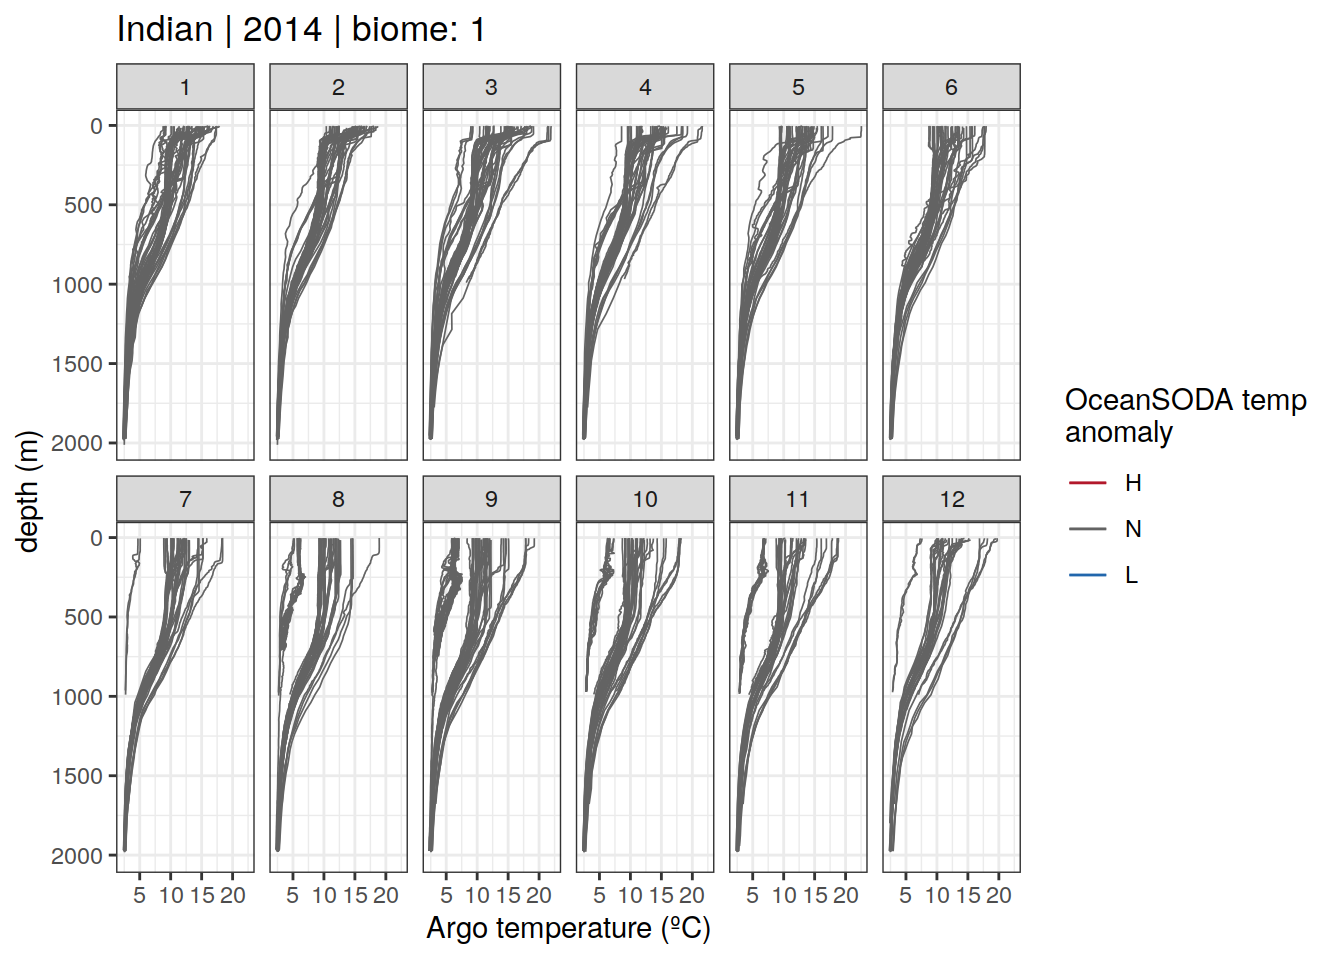 Indian | 2014 | biome: 1
1 2 3 4 5 6
0
500
1000
1500
2000
7 8 9 10 11 12
0
500
1000
1500
2000
5 10 15 20 5 10 15 20 5 10 15 20 5 10 15 20 5 10 15 20 5 10 15 20
depth (m)
Argo temperature (ºC)
OceanSODA temp
anomaly
H
N
L